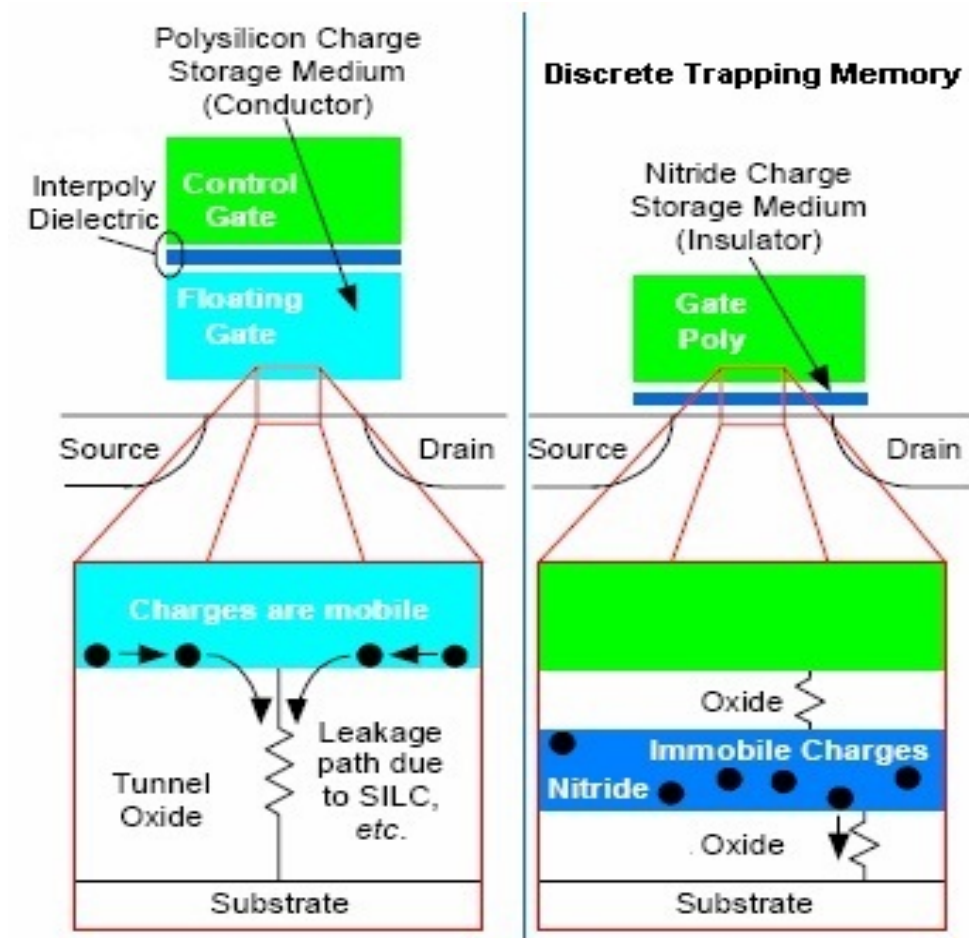 Polysilicon Charge
Storage Medium
(Conductor)
Interpoly
Dielectric
Control
Gate
Floating
Gate
Source
Drain
Charges are mobile
Tunnel
Oxide
Leakage
path due
to SILC,
etc.
Substrate
Discrete Trapping Memory
Nitride Charge
Storage Medium
(Insulator)
Gate
Poly
Source
Drain
Oxide
Immobile Charges
Nitride
. Oxide
Substrate